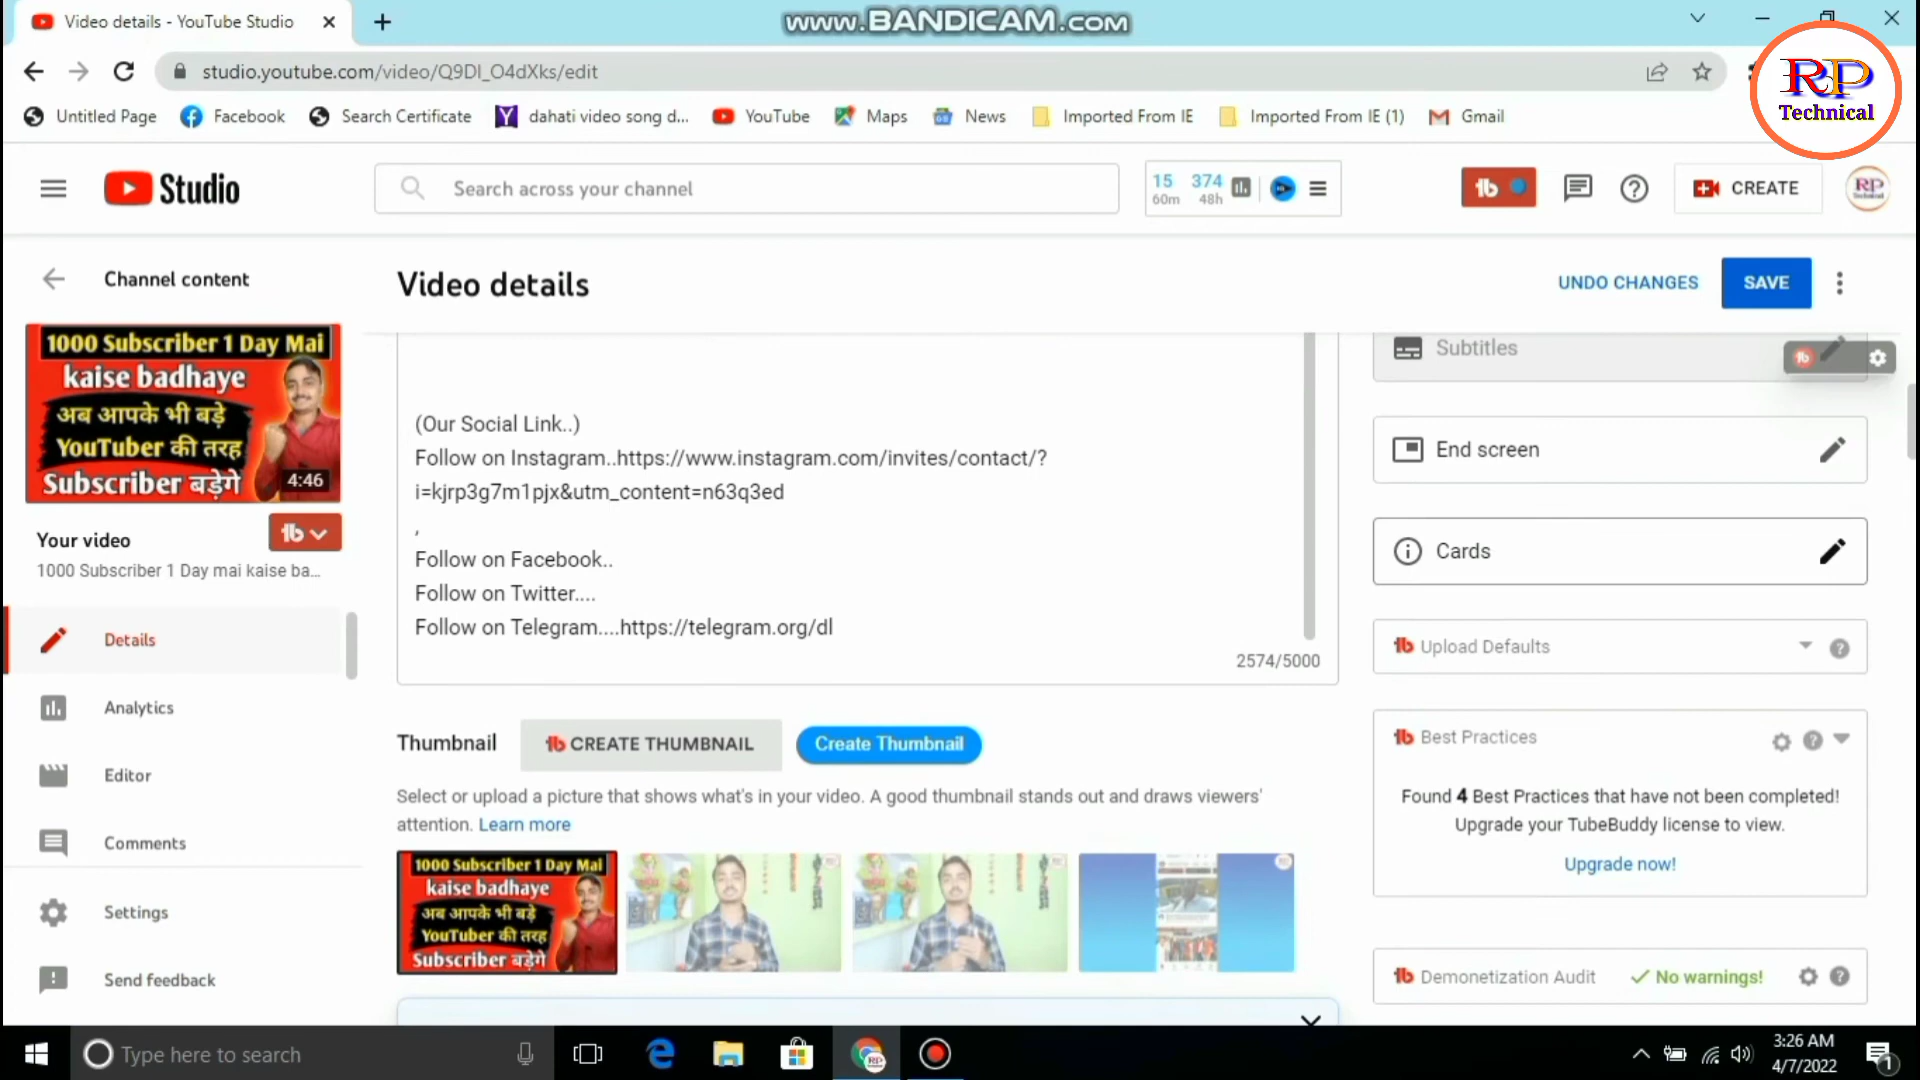 Video details - YouTube Studio
www.BANDICAM.com
studio.youtube.com/video/Q9DI_O4dXks/edit
RP
Technical
Untitled Page
Facebook
Search Certificate
dahati video song d...
YouTube
Maps
News
Imported From IE
Imported From IE (1)
Gmail
Studio
Search across your channel
15 374
60m 48h
CREATE
Channel content
Video details
UNDO CHANGES
SAVE
1000 Subscriber 1 Day Mai
kaise badhaye
अब आपके भी बड़े
YouTuber की तरह
Subscriber बड़ेगे
4:46
Your video
1000 Subscriber 1 Day mai kaise ba...
Details
Analytics
Editor
Comments
Settings
Send feedback
(Our Social Link..)
Follow on Instagram..https://www.instagram.com/invites/contact/?
i=kjrp3g7m1pjx&utm_content=n63q3ed
,
Follow on Facebook..
Follow on Twitter....
Follow on Telegram....https://telegram.org/dl
2574/5000
Thumbnail
CREATE THUMBNAIL
Create Thumbnail
Select or upload a picture that shows what's in your video. A good thumbnail stands out and draws viewers'
attention. Learn more
1000 Subscriber 1 Day Mai
kaise badhaye
अब आपके भी बड़े
YouTuber की तरह
Subscriber बड़ेगे
Subtitles
End screen
Cards
Upload Defaults
Best Practices
Found 4 Best Practices that have not been completed!
Upgrade your TubeBuddy license to view.
Upgrade now!
Demonetization Audit
No warnings!
Type here to search
3:26 AM
4/7/2022
1